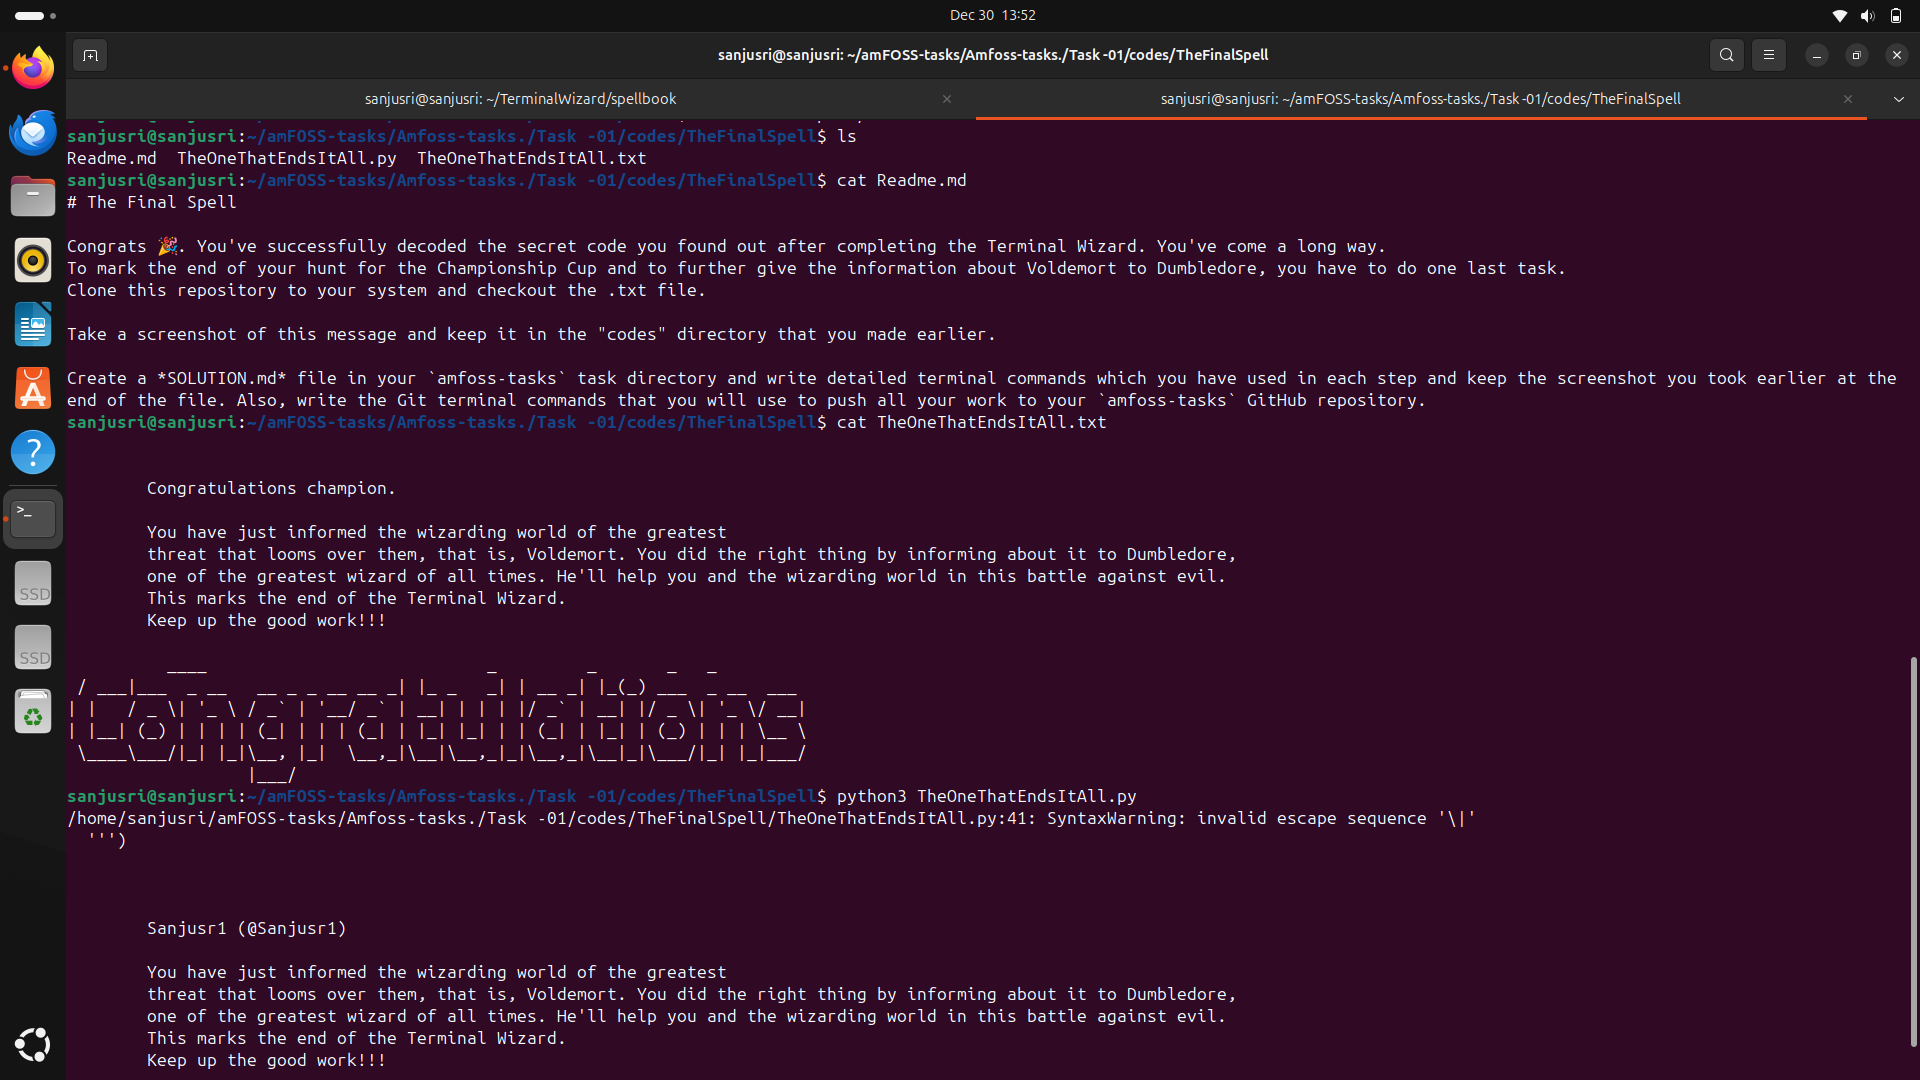 Dec 30 13:52
sanjusri@sanjusri: ~/amFOSS-tasks/Amfoss-tasks./Task -01/codes/TheFinalSpell
sanjusri@sanjusri: ~/TerminalWizard/spellbook
sanjusri@sanjusri: ~/amFOSS-tasks/Amfoss-tasks./Task -01/codes/TheFinalSpell
sanjusri@sanjusri:~/amFOSS-tasks/Amfoss-tasks./Task -01/codes/TheFinalSpell$ ls
Readme.md  TheOneThatEndsItAll.py  TheOneThatEndsItAll.txt
sanjusri@sanjusri:~/amFOSS-tasks/Amfoss-tasks./Task -01/codes/TheFinalSpell$ cat Readme.md
# The Final Spell
Congrats 🎉. You've successfully decoded the secret code you found out after completing the Terminal Wizard. You've come a long way.
To mark the end of your hunt for the Championship Cup and to further give the information about Voldemort to Dumbledore, you have to do one last task.
Clone this repository to your system and checkout the .txt file.
Take a screenshot of this message and keep it in the "codes" directory that you made earlier.
Create a *SOLUTION.md* file in your `amfoss-tasks` task directory and write detailed terminal commands which you have used in each step and keep the screenshot you took earlier at the
end of the file. Also, write the Git terminal commands that you will use to push all your work to your `amfoss-tasks` GitHub repository.
sanjusri@sanjusri:~/amFOSS-tasks/Amfoss-tasks./Task -01/codes/TheFinalSpell$ cat TheOneThatEndsItAll.txt
Congratulations champion.
You have just informed the wizarding world of the greatest
threat that looms over them, that is, Voldemort. You did the right thing by informing about it to Dumbledore,
one of the greatest wizard of all times. He'll help you and the wizarding world in this battle against evil.
This marks the end of the Terminal Wizard.
Keep up the good work!!!
Congratulations
sanjusri@sanjusri:~/amFOSS-tasks/Amfoss-tasks./Task -01/codes/TheFinalSpell$ python3 TheOneThatEndsItAll.py
/home/sanjusri/amFOSS-tasks/Amfoss-tasks./Task -01/codes/TheFinalSpell/TheOneThatEndsItAll.py:41: SyntaxWarning: invalid escape sequence '\|'
''')
Sanjusr1 (@Sanjusr1)
You have just informed the wizarding world of the greatest
threat that looms over them, that is, Voldemort. You did the right thing by informing about it to Dumbledore,
one of the greatest wizard of all times. He'll help you and the wizarding world in this battle against evil.
This marks the end of the Terminal Wizard.
Keep up the good work!!!
SSD
SSD